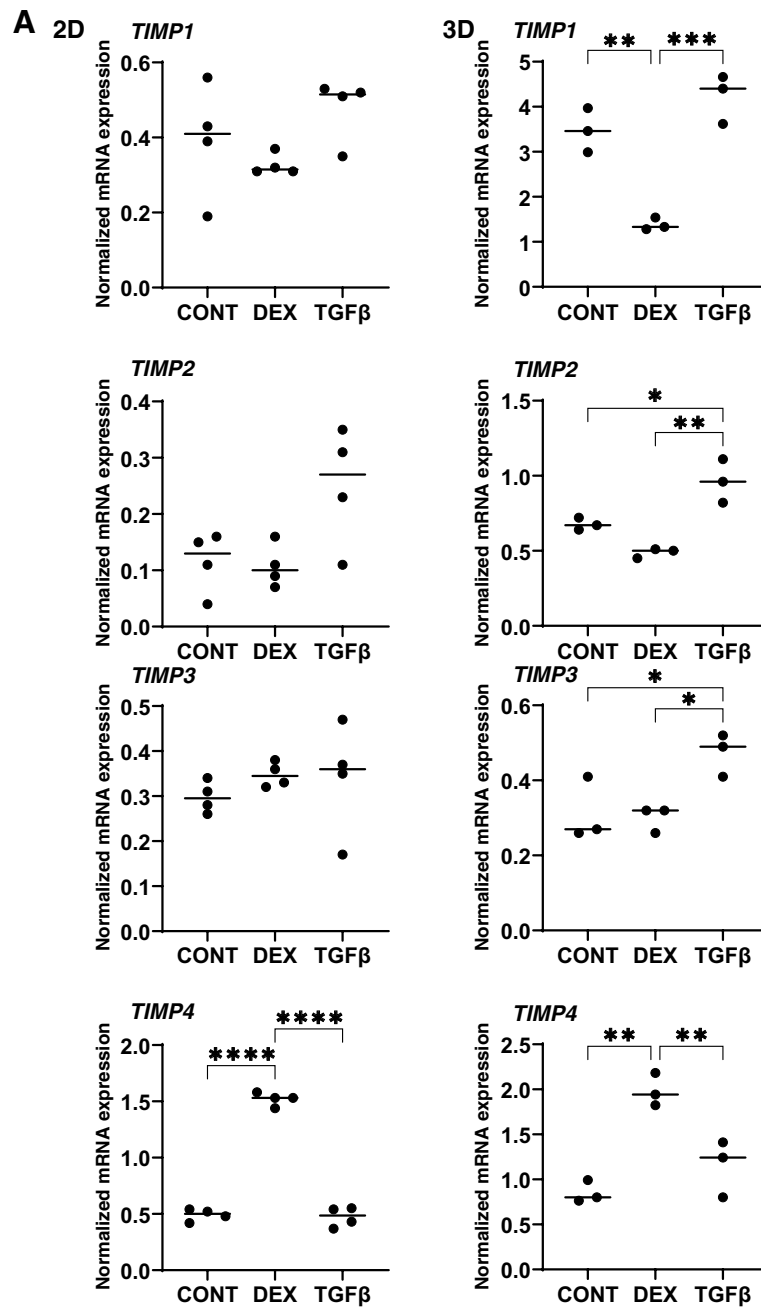 A
2D
TIMP1
Normalized mRNA expression
0.6
0.4
0.2
0.0
CONT DEX TGFβ
3D
TIMP1
** ***
Normalized mRNA expression
5
4
3
2
1
0
CONT DEX TGFβ
TIMP2
Normalized mRNA expression
0.4
0.3
0.2
0.1
0.0
CONT DEX TGFβ
TIMP2
*
**
Normalized mRNA expression
1.5
1.0
0.5
0.0
CONT DEX TGFβ
TIMP3
Normalized mRNA expression
0.5
0.4
0.3
0.2
0.1
0.0
CONT DEX TGFβ
TIMP3
*
*
Normalized mRNA expression
0.6
0.4
0.2
0.0
CONT DEX TGFβ
TIMP4
****
****
Normalized mRNA expression
2.0
1.5
1.0
0.5
0.0
CONT DEX TGFβ
TIMP4
** **
Normalized mRNA expression
2.5
2.0
1.5
1.0
0.5
0.0
CONT DEX TGFβ